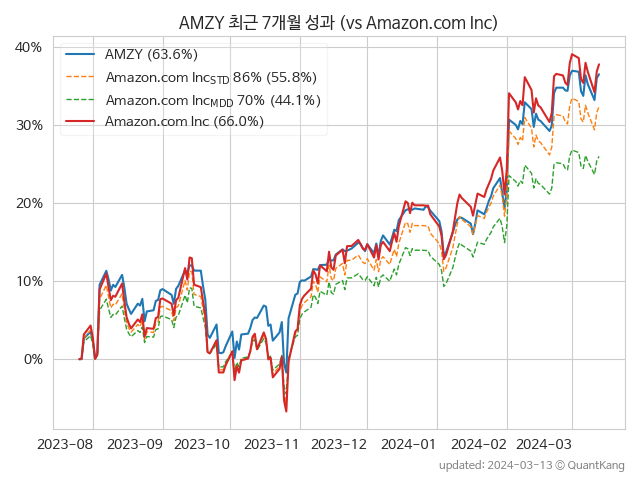 AMZY 최근 7개월 성과 (vs Amazon.com Inc)
AMZY (63.6%)
Amazon.com IncSTD 86% (55.8%)
Amazon.com IncMDD 70% (44.1%)
Amazon.com Inc (66.0%)
40%
30%
20%
10%
0%
2023-08 2023-09 2023-10 2023-11 2023-12 2024-01 2024-02 2024-03
updated: 2024-03-13 © QuantKang